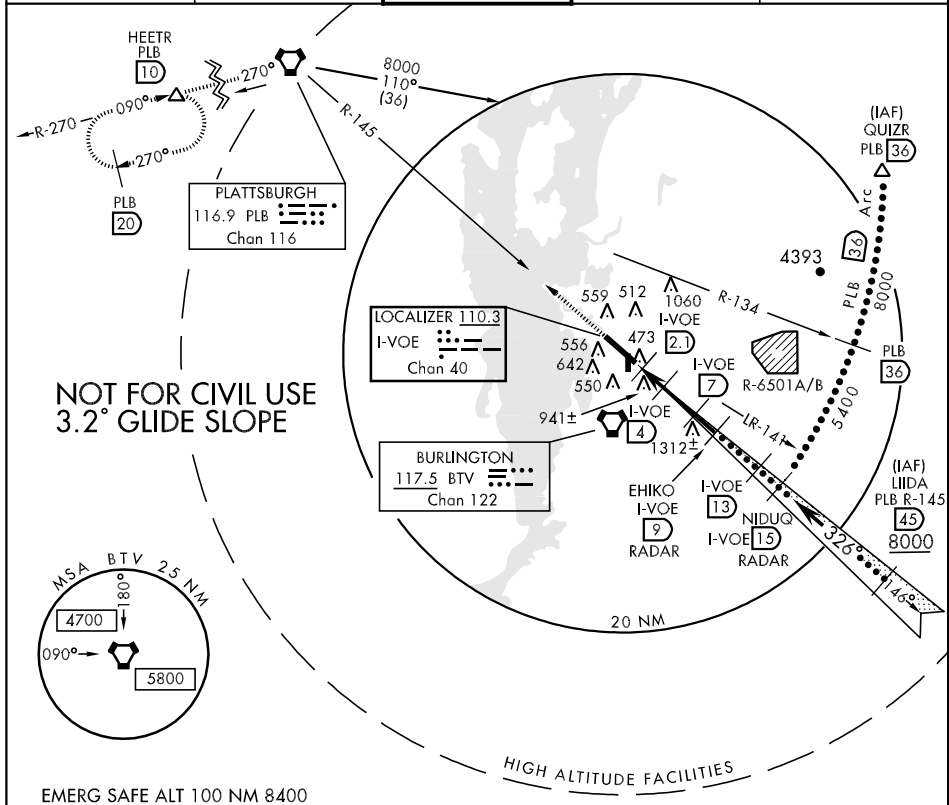 HEETR
PLB
10
270°
090°
R-270
270°
PLB
20
8000
110°
(36)
R-145
PLATTSBURGH
116.9 PLB
Chan 116
(IAF)
QUIZR
PLB 36
Arc
36
PLB
8000
4393
R-134
559
512
1060
I-VOE
2.1
LOCALIZER 110.3
I-VOE
Chan 40
556
473
642
550
I-VOE
7
R-6501A/B
PLB
36
5400
NOT FOR CIVIL USE
3.2° GLIDE SLOPE
941±
I-VOE
4
1312±
LR-141
BURLINGTON
117.5 BTV
Chan 122
EHIKO
I-VOE
9
RADAR
I-VOE
13
NIDUQ
I-VOE 15
RADAR
(IAF)
LIIDA
PLB R-145
45
8000
326°
146°
20 NM
MSA BTV 25 NM
180°
4700
090°
5800
HIGH ALTITUDE FACILITIES
EMERG SAFE ALT 100 NM 8400